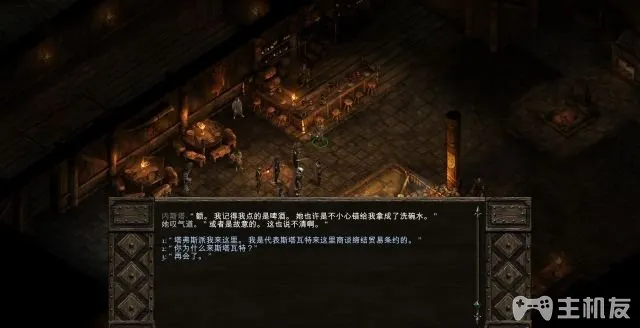 内斯塔-"额。 我记得我点的是啤酒。 她也许是不小心错给我拿成了洗碗水。"
她叹气道。 "或者是故意的。 这也说不清啊。"
1: "塔弗斯派我来这里。 我是代表斯塔瓦特来这里商谈缔结贸易条约的。"
2: "你为什么来斯塔瓦特？"
3: "再会了。"
主机友